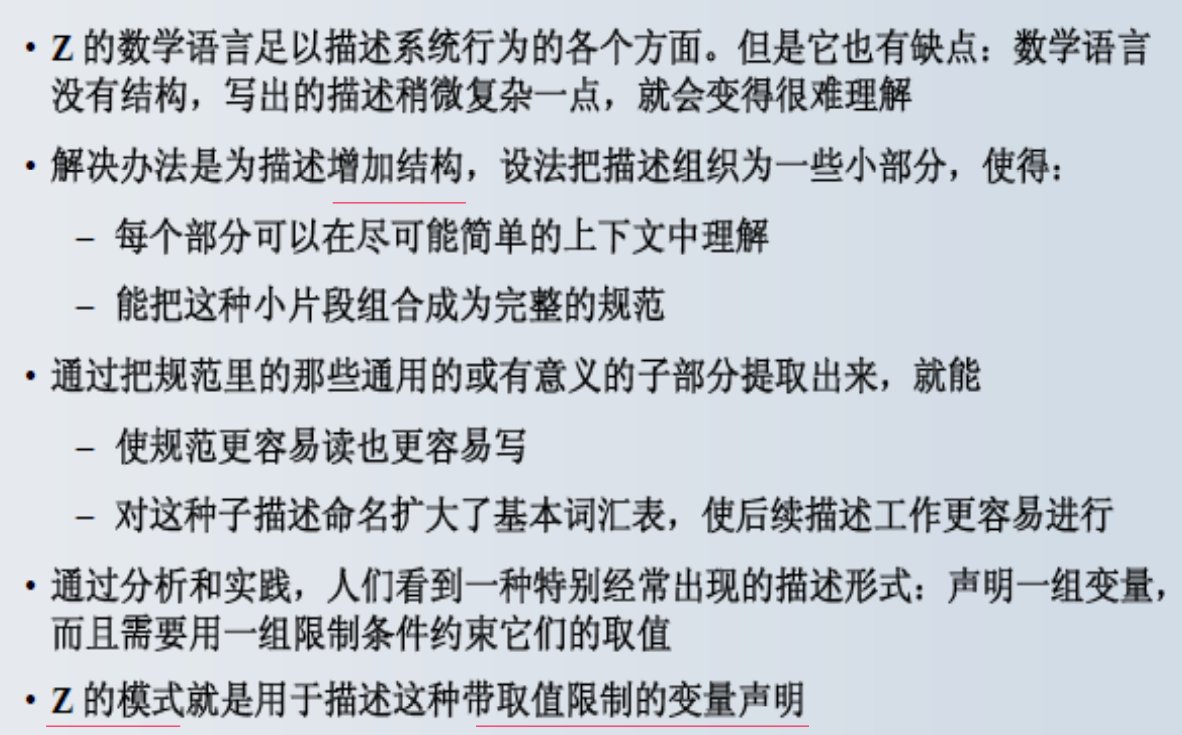 • Z 的数学语言足以描述系统行为的各个方面。但是它也有缺点：数学语言
没有结构，写出的描述稍微复杂一点，就会变得很难理解
• 解决办法是为描述增加结构，设法把描述组织为一些小部分，使得：
– 每个部分可以在尽可能简单的上下文中理解
– 能把这种小片段组合成为完整的规范
• 通过把规范里的那些通用的或有意义的子部分提取出来，就能
– 使规范更容易读也更容易写
– 对这种子描述命名扩大了基本词汇表，使后续描述工作更容易进行
• 通过分析和实践，人们看到一种特别经常出现的描述形式：声明一组变量，
而且需要用一组限制条件约束它们的取值
• Z 的模式就是用于描述这种带取值限制的变量声明